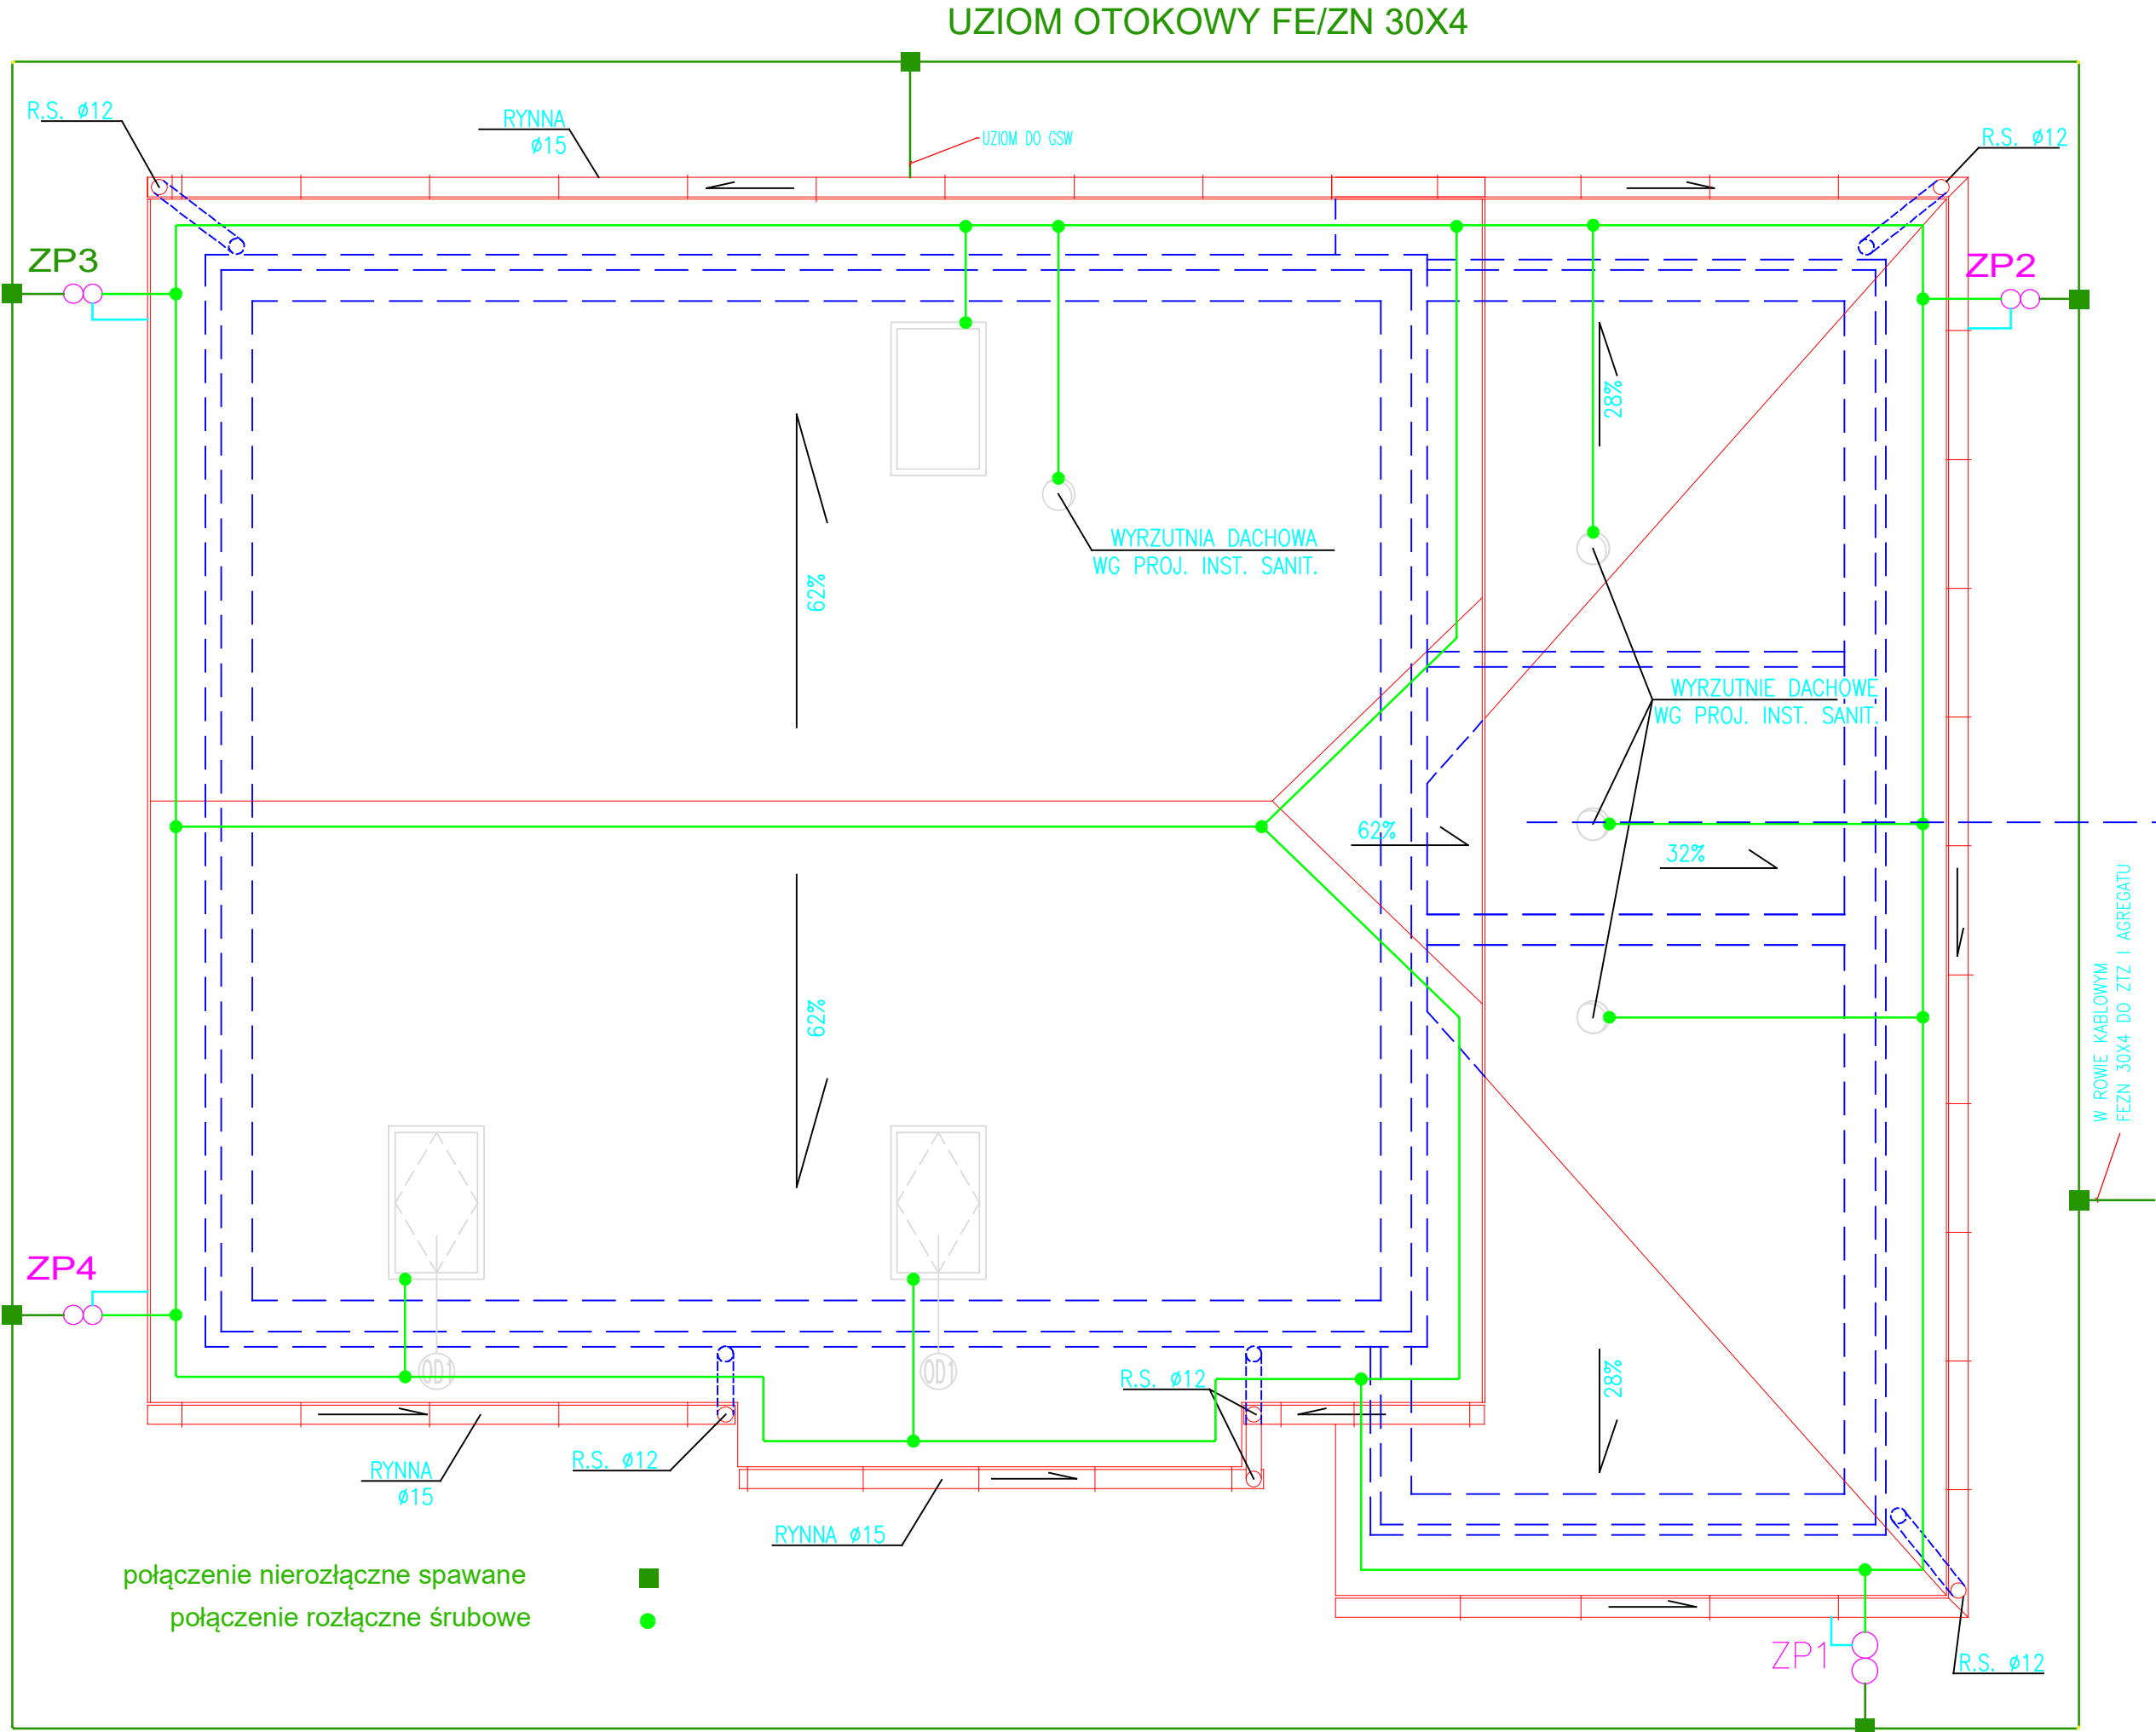 UZIOM OTOKOWY FE/ZN 30X4
R.S. ø12
RYNNA
ø15
UZIOM DO GSW
R.S. ø12
ZP3
ZP2
28%
WYRZUTNIA DACHOWA
WG PROJ. INST. SANIT.
62%
WYRZUTNIE DACHOWE
WG PROJ. INST. SANIT.
62%
32%
W ROWIE KABLOWYM
FEZN 30X4 DO ZTZ I AGREGATU
62%
ZP4
OD1
OD1
R.S. ø12
28%
RYNNA
ø15
R.S. ø12
RYNNA ø15
połączenie nierozłączne spawane
połączenie rozłączne śrubowe
ZP1
R.S. ø12